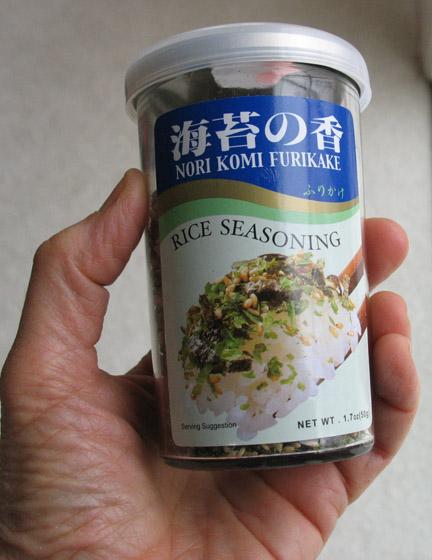 海苔の香
NORI KOMI FURIKAKE
ふりかけ
RICE SEASONING
Serving Suggestion
NET WT. 1.7oz(50g)